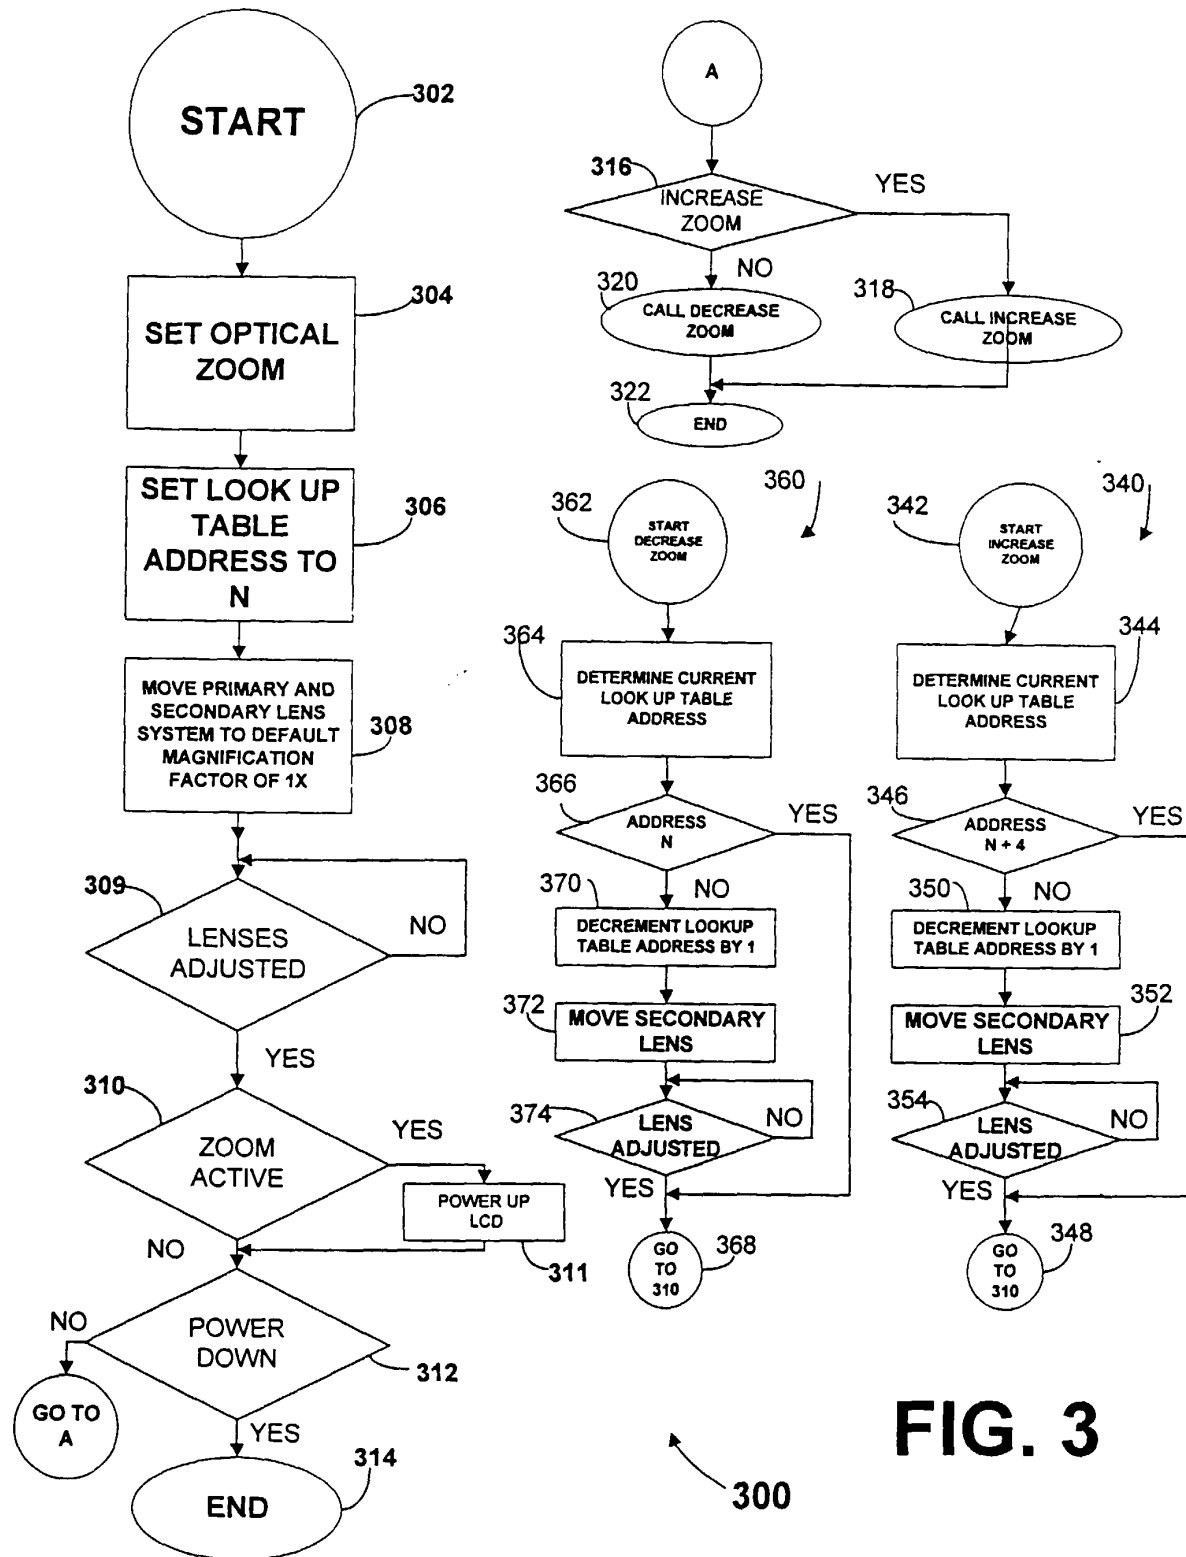 START
302
SET OPTICAL
ZOOM
304
SET LOOK UP
TABLE
ADDRESS TO
N
306
MOVE PRIMARY AND
SECONDARY LENS
SYSTEM TO DEFAULT
MAGNIFICATION
FACTOR OF 1X
308
309
LENSES
ADJUSTED
NO
YES
310
ZOOM
ACTIVE
YES
POWER UP
LCD
311
NO
POWER
DOWN
312
NO
GO TO
A
YES
END
314
A
316
INCREASE
ZOOM
YES
NO
320
CALL DECREASE
ZOOM
318
CALL INCREASE
ZOOM
322
END
360
362
START
DECREASE
ZOOM
364
DETERMINE CURRENT
LOOK UP TABLE
ADDRESS
366
ADDRESS
N
YES
NO
370
DECREMENT LOOKUP
TABLE ADDRESS BY 1
372
MOVE SECONDARY
LENS
374
LENS
ADJUSTED
NO
YES
GO
TO
310
368
340
342
START
INCREASE
ZOOM
344
DETERMINE CURRENT
LOOK UP TABLE
ADDRESS
346
ADDRESS
N + 4
YES
NO
350
DECREMENT LOOKUP
TABLE ADDRESS BY 1
352
MOVE SECONDARY
LENS
354
LENS
ADJUSTED
NO
YES
GO
TO
310
348
300
FIG. 3